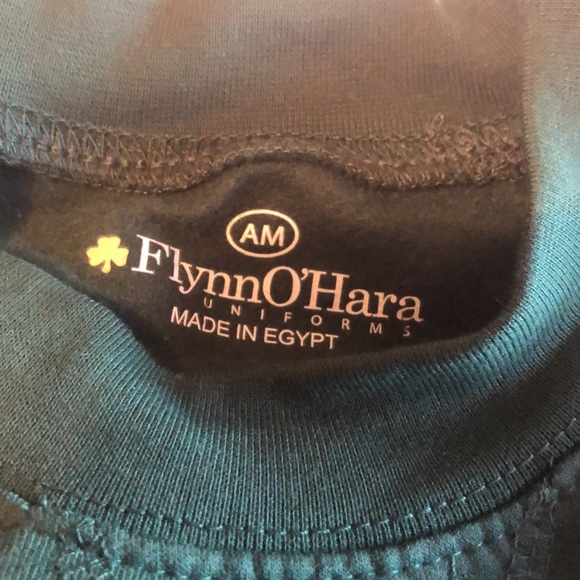 AM
FlynnO'Hara
UNIFORMS
MADE IN EGYPT